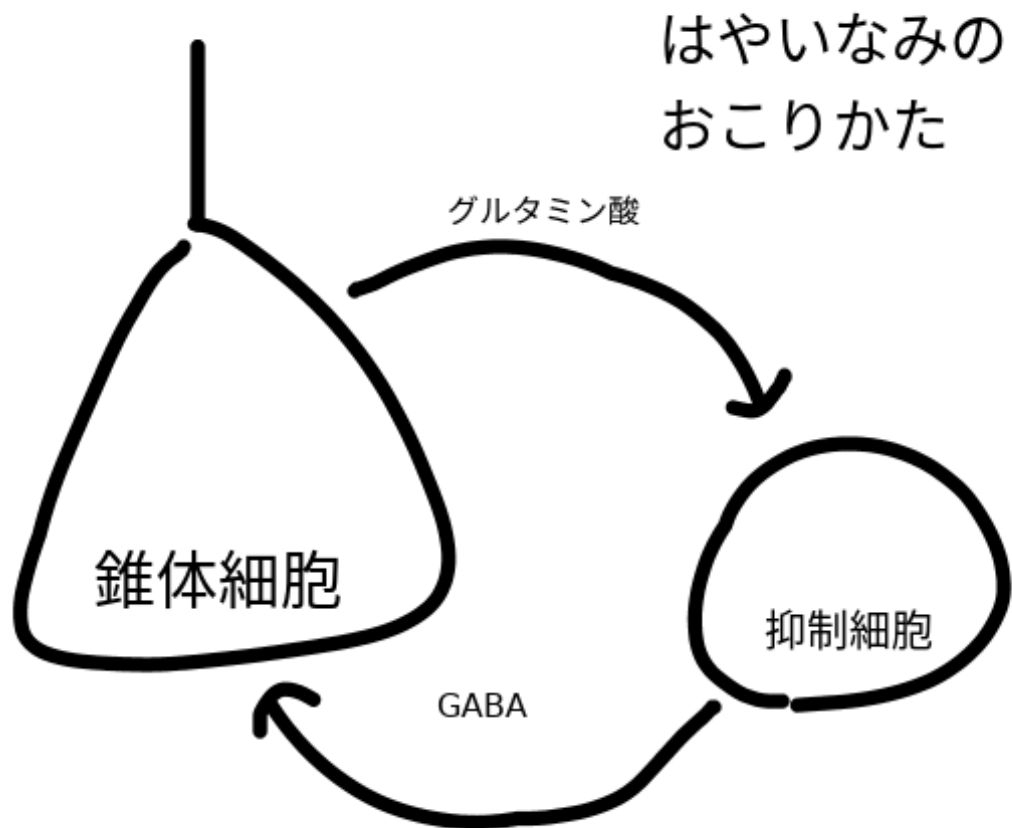 はやいなみの
おこりかた
グルタミン酸
錐体細胞
抑制細胞
GABA